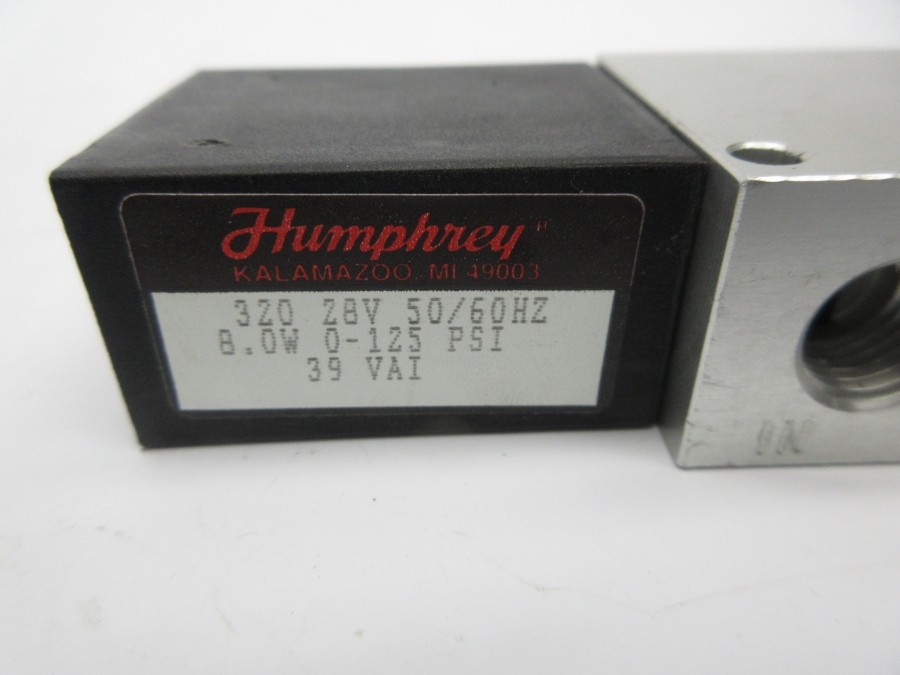 Humphrey
KALAMAZOO, MI 49003
320 28V 50/60HZ
8.0W 0-125 PSI
39 VAI
IN